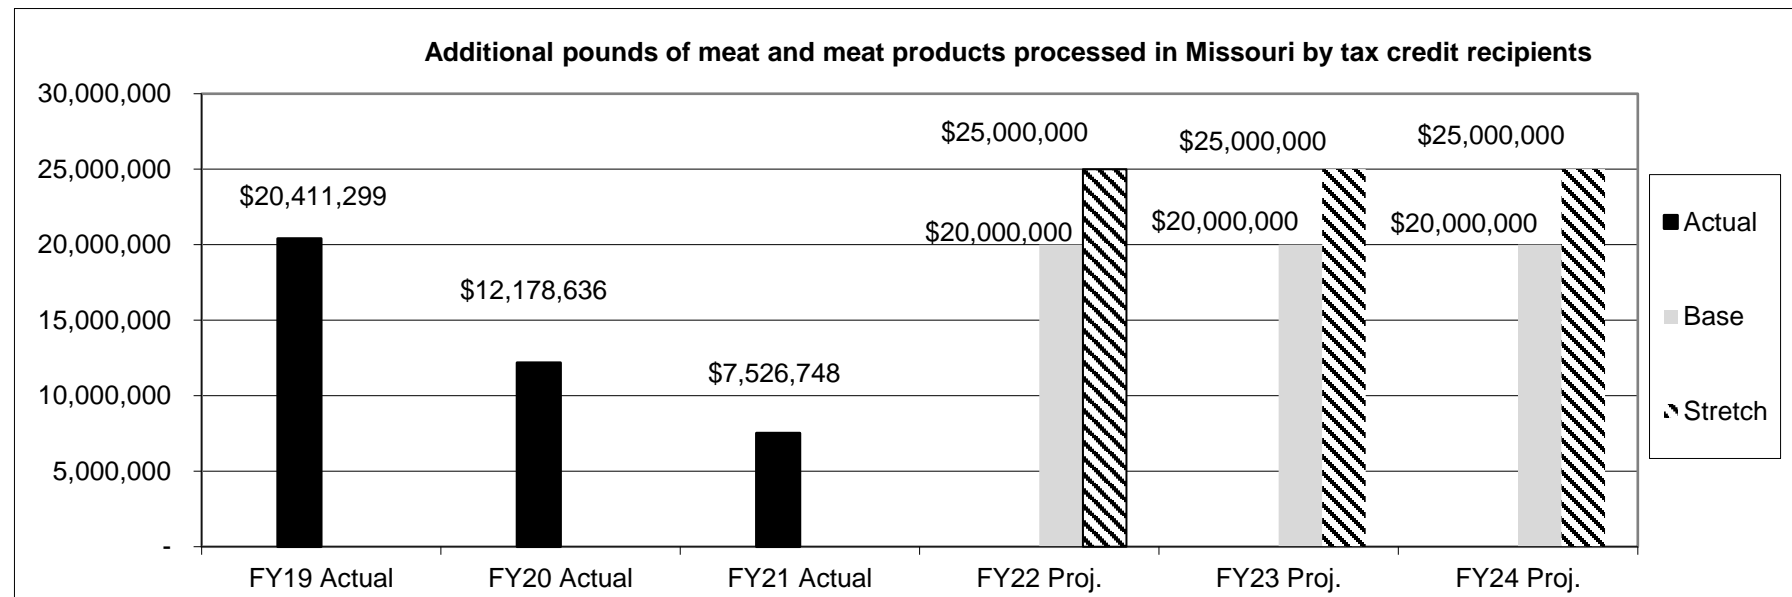 Additional pounds of meat and meat products processed in Missouri by tax credit recipients
30,000,000
25,000,000
20,000,000
15,000,000
10,000,000
5,000,000
-
$20,411,299
$12,178,636
$7,526,748
$20,000,000
$25,000,000
$20,000,000
$25,000,000
$20,000,000
$25,000,000
FY19 Actual
FY20 Actual
FY21 Actual
FY22 Proj.
FY23 Proj.
FY24 Proj.
Actual
Base
Stretch